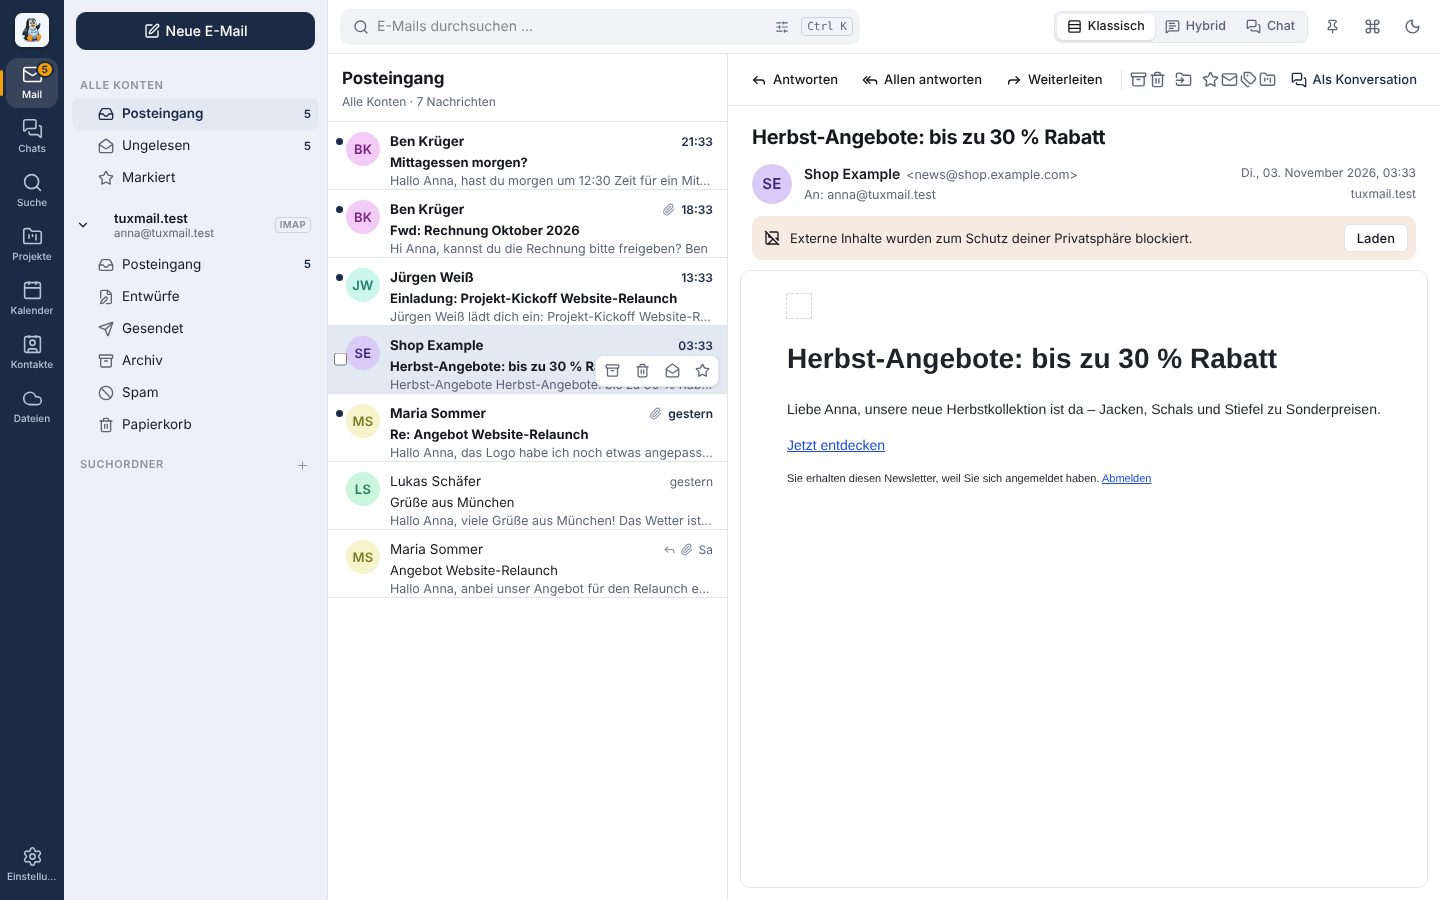 5
Mail
Chats
Suche
Projekte
Kalender
Kontakte
Dateien
Einstellu...
Neue E-Mail
ALLE KONTEN
Posteingang 5
Ungelesen 5
Markiert
tuxmail.test IMAP
anna@tuxmail.test
Posteingang 5
Entwürfe
Gesendet
Archiv
Spam
Papierkorb
SUCHORDNER +
E-Mails durchsuchen ... Ctrl K
Klassisch Hybrid Chat
Posteingang
Alle Konten · 7 Nachrichten
BK
Ben Krüger 21:33
Mittagessen morgen?
Hallo Anna, hast du morgen um 12:30 Zeit für ein Mit...
BK
Ben Krüger 18:33
Fwd: Rechnung Oktober 2026
Hi Anna, kannst du die Rechnung bitte freigeben? Ben
JW
Jürgen Weiß 13:33
Einladung: Projekt-Kickoff Website-Relaunch
Jürgen Weiß lädt dich ein: Projekt-Kickoff Website-R...
SE
Shop Example 03:33
Herbst-Angebote: bis zu 30 % R
Herbst-Angebote Herbst-Angebote: bis zu 30 % Rab...
MS
Maria Sommer gestern
Re: Angebot Website-Relaunch
Hallo Anna, das Logo habe ich noch etwas angepass...
LS
Lukas Schäfer gestern
Grüße aus München
Hallo Anna, viele Grüße aus München! Das Wetter ist...
MS
Maria Sommer Sa
Angebot Website-Relaunch
Hallo Anna, anbei unser Angebot für den Relaunch e...
Antworten Allen antworten Weiterleiten Als Konversation
Herbst-Angebote: bis zu 30 % Rabatt
SE
Shop Example <news@shop.example.com> Di., 03. November 2026, 03:33
An: anna@tuxmail.test tuxmail.test
Externe Inhalte wurden zum Schutz deiner Privatsphäre blockiert. Laden
Herbst-Angebote: bis zu 30 % Rabatt
Liebe Anna, unsere neue Herbstkollektion ist da – Jacken, Schals und Stiefel zu Sonderpreisen.
Jetzt entdecken
Sie erhalten diesen Newsletter, weil Sie sich angemeldet haben. Abmelden